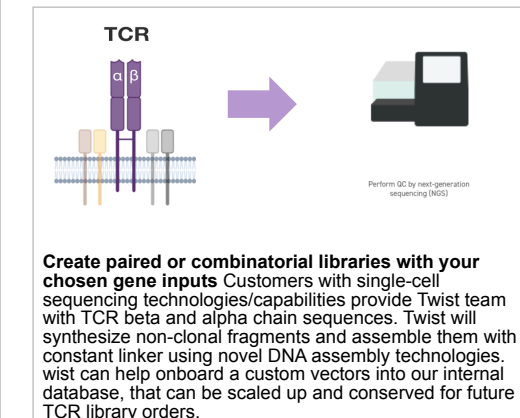 TCR
α β
Perform QC by next-generation
sequencing (NGS)
Create paired or combinatorial libraries with your
chosen gene inputs Customers with single-cell
sequencing technologies/capabilities provide Twist team
with TCR beta and alpha chain sequences. Twist will
synthesize non-clonal fragments and assemble them with
constant linker using novel DNA assembly technologies.
wist can help onboard a custom vectors into our internal
database, that can be scaled up and conserved for future
TCR library orders.